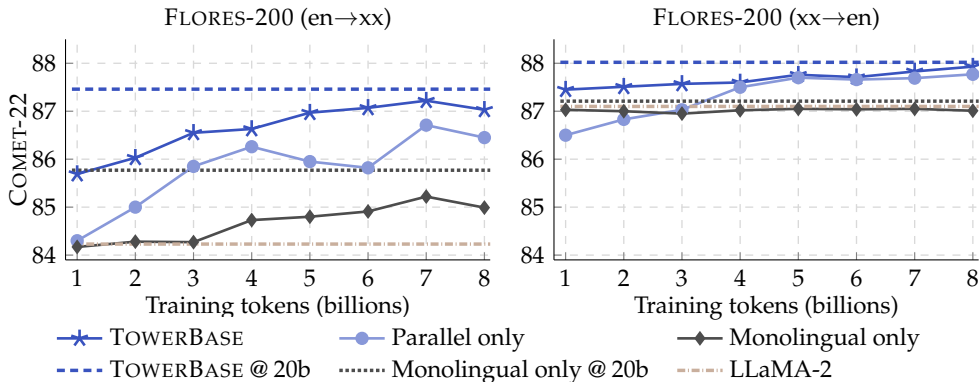 FLORES-200 (en→xx)
FLORES-200 (xx→en)
COMET-22
88
87
86
85
84
1 2 3 4 5 6 7 8
Training tokens (billions)
88
87
86
85
84
1 2 3 4 5 6 7 8
Training tokens (billions)
TOWERBASE
Parallel only
Monolingual only
TOWERBASE @ 20b
Monolingual only @ 20b
LLaMA-2